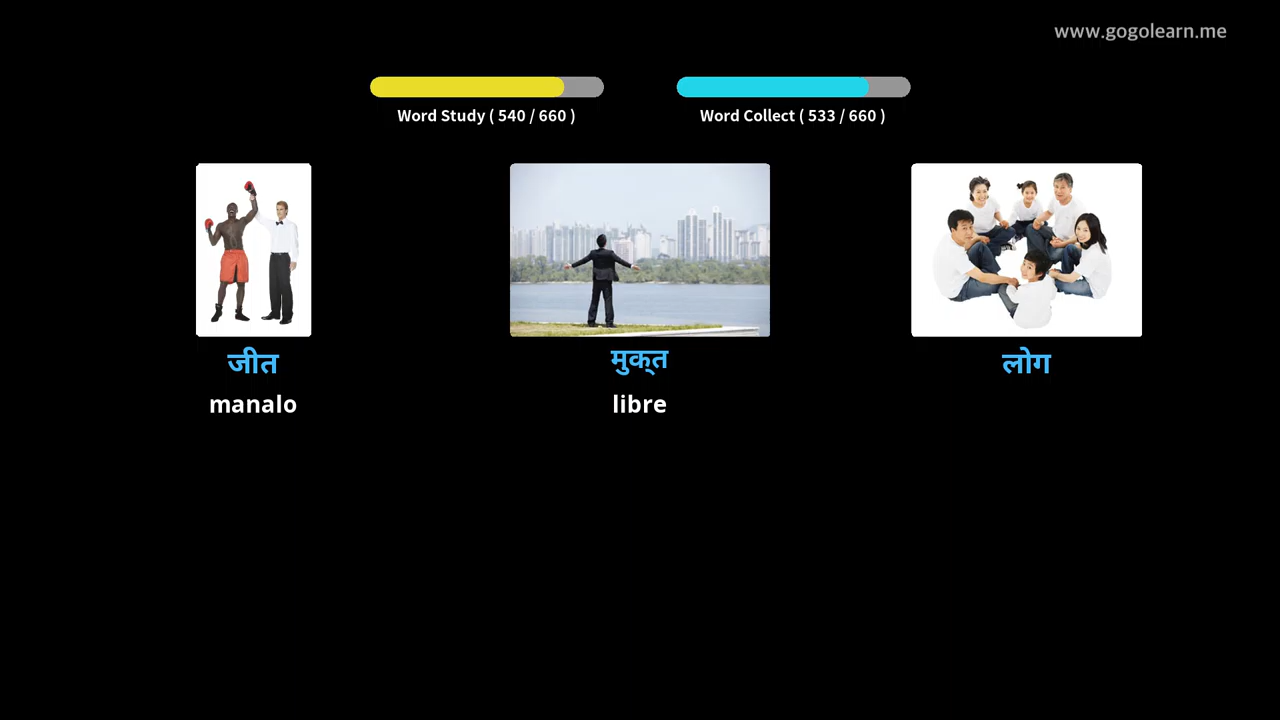 www.gogolearn.me
Word Study ( 540 / 660 )
Word Collect ( 533 / 660 )
जीत
मुक्‌त
लोग
manalo
libre